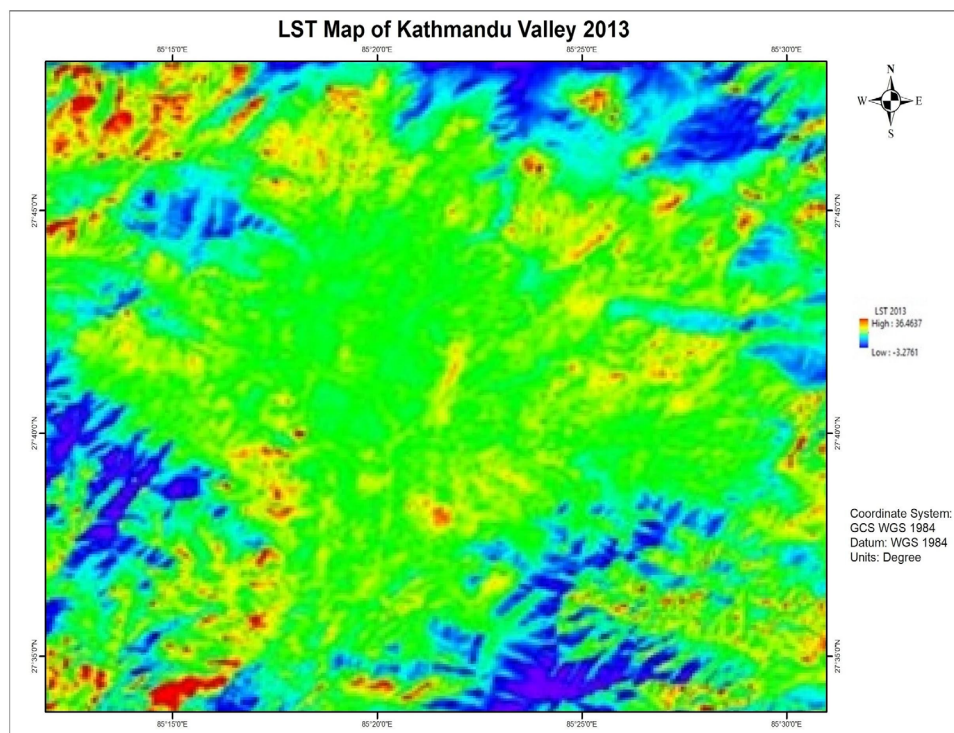 LST Map of Kathmandu Valley 2013
85°15'0"E 85°20'0"E 85°25'0"E 85°30'0"E
N
W E
S
27°45'0"N 27°45'0"N
LST 2013
High : 36.4637
Low : -3.2761
27°40'0"N 27°40'0"N
Coordinate System:
GCS WGS 1984
Datum: WGS 1984
Units: Degree
27°35'0"N 27°35'0"N
85°15'0"E 85°20'0"E 85°25'0"E 85°30'0"E